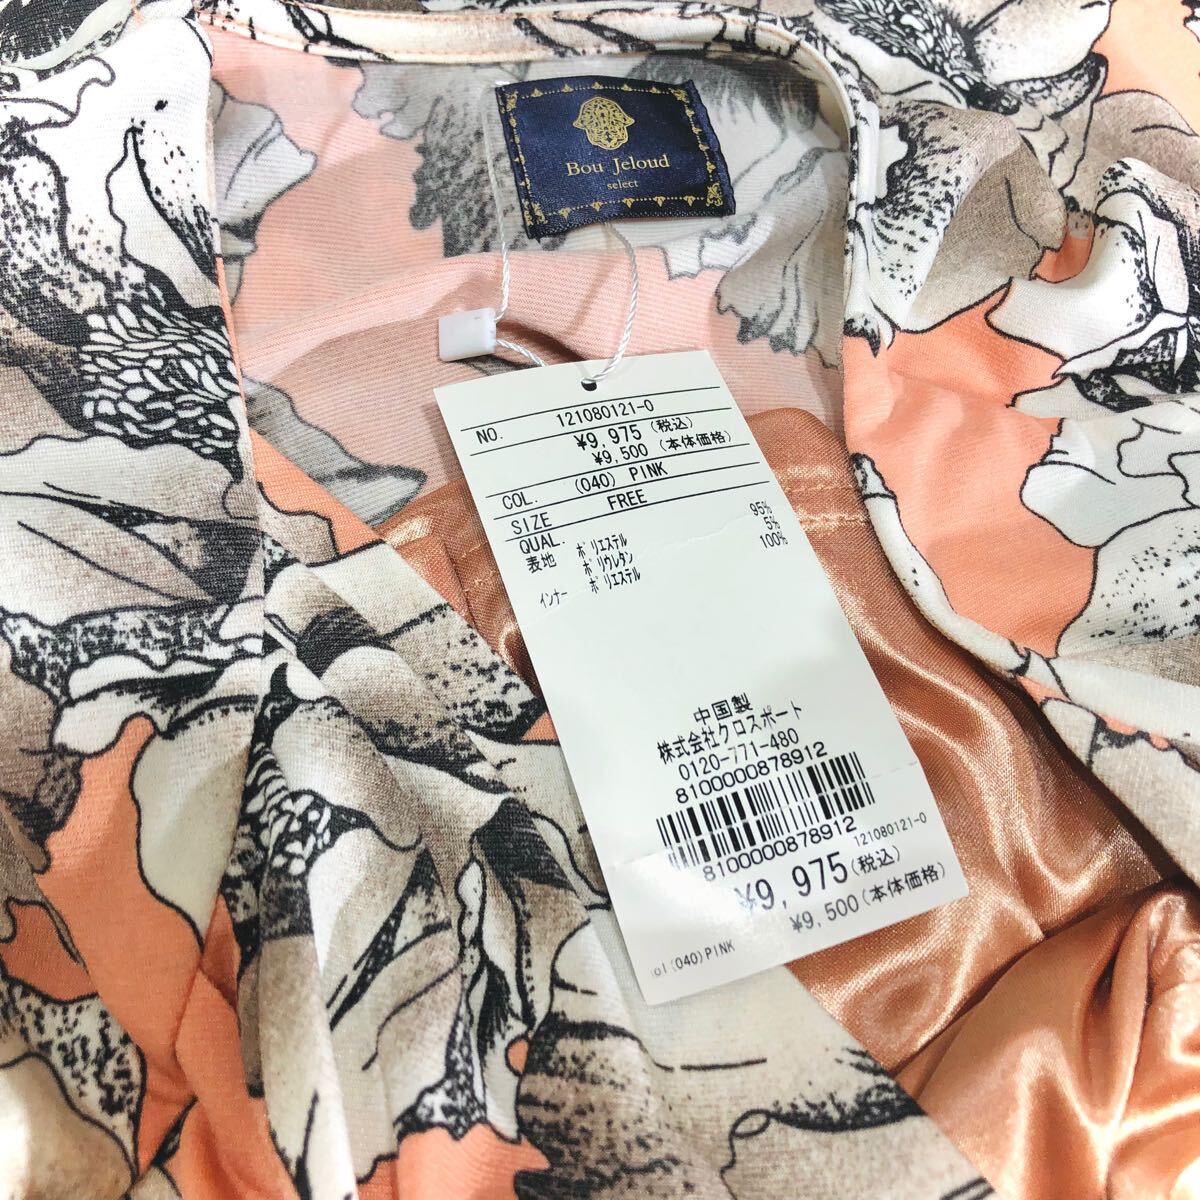 Bou Jeloud
select
NO. 121080121-0
¥9,975(税込)
¥9,500(本体価格)
COL. (040) PINK
SIZE FREE
QUAL.
表地 ポリエステル 95%
ポリウレタン 5%
インナー ポリエステル 100%
中国製
株式会社クロスポート
0120-771-480
8100000878912
8100000878912
121080121-0
¥9,975(税込)
¥9,500(本体価格)
(040)PINK